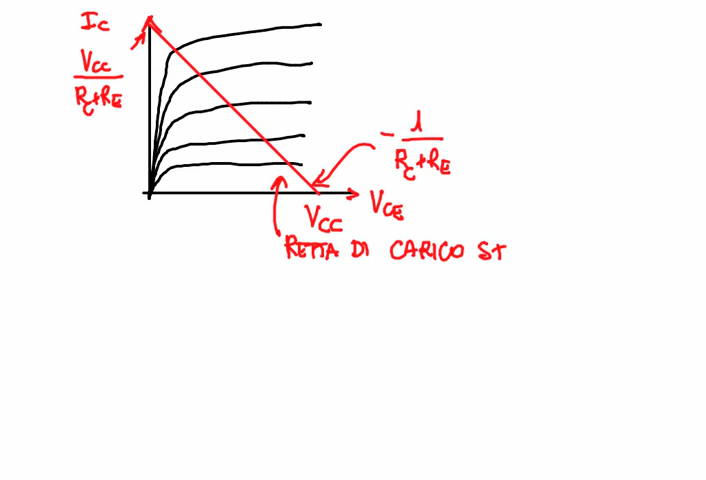 Ic
Vcc
Rc+RE
- 1
Rc+RE
VCC
VCE
RETTA DI CARICO ST